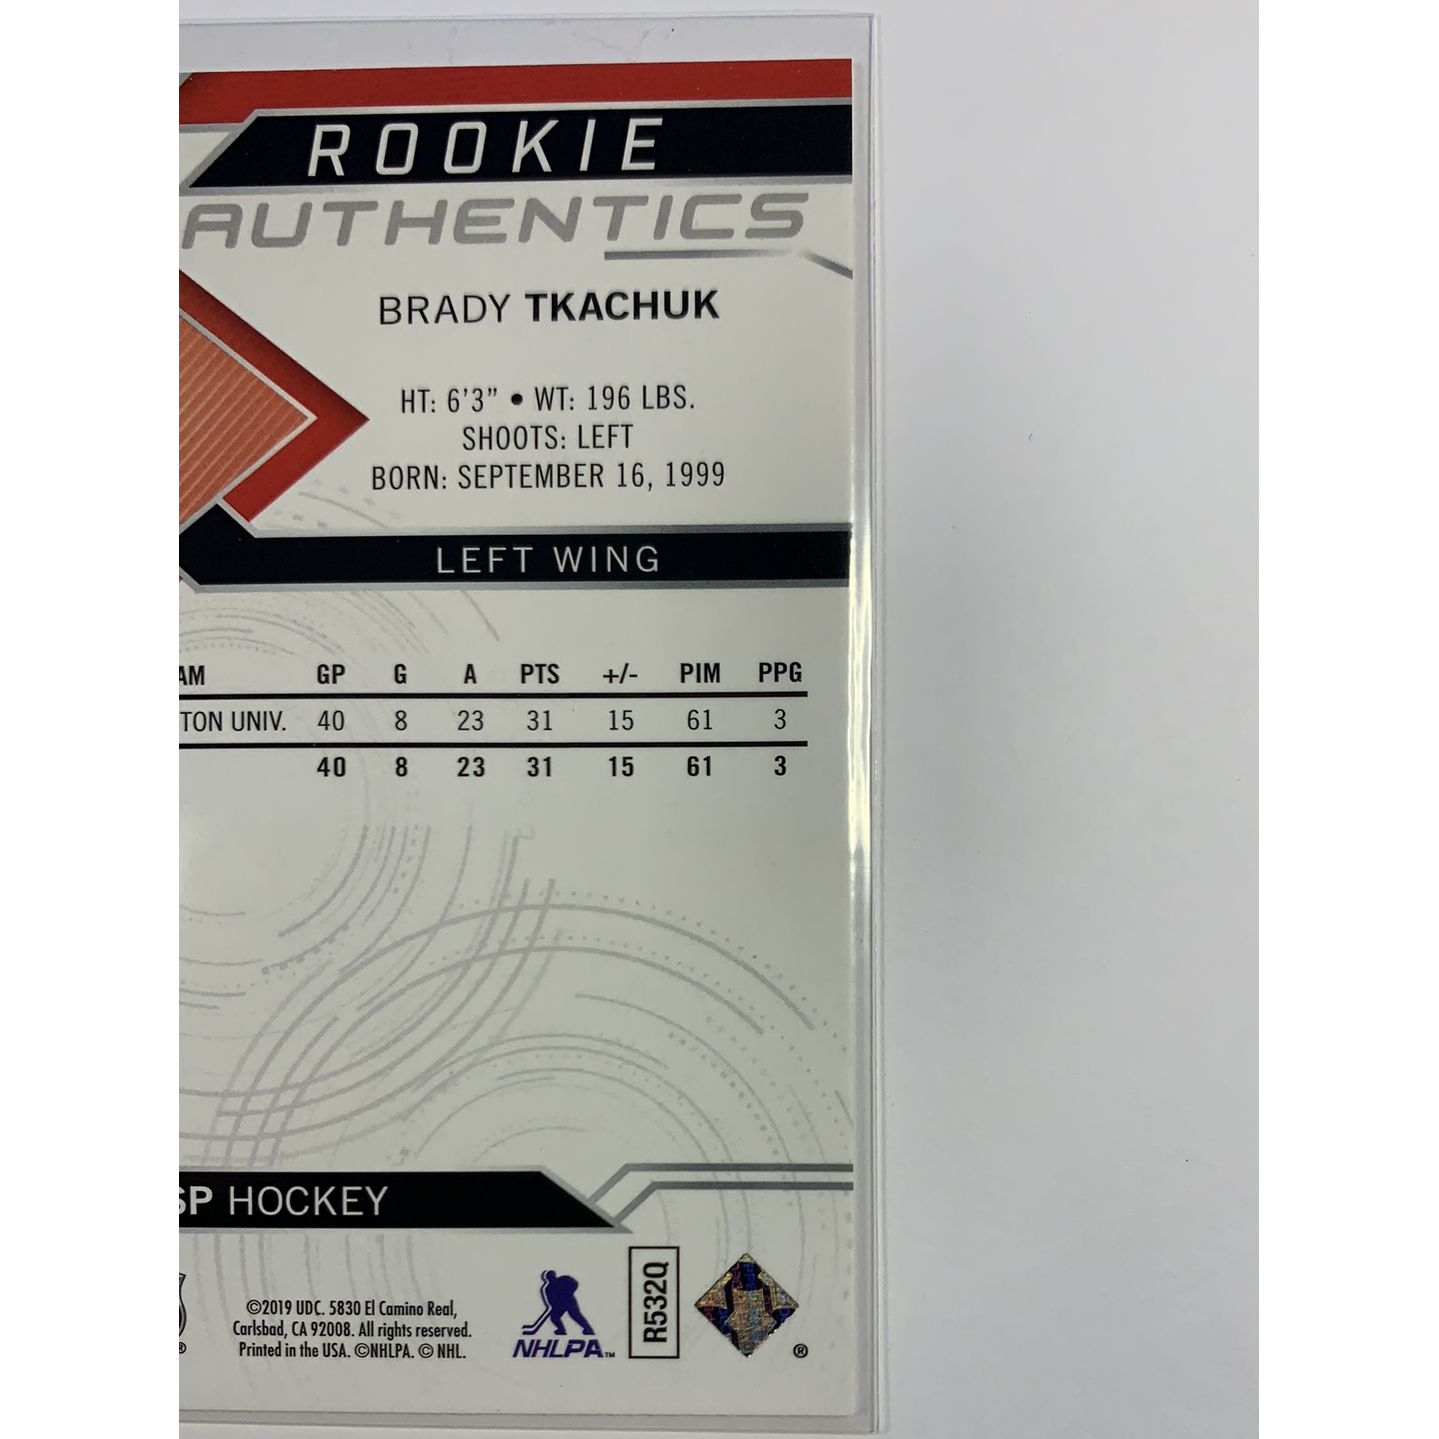 ROOKIE
AUTHENTICS
BRADY TKACHUK
HT: 6'3" • WT: 196 LBS.
SHOOTS: LEFT
BORN: SEPTEMBER 16, 1999
LEFT WING
AM GP G A PTS +/- PIM PPG
TON UNIV. 40 8 23 31 15 61 3
40 8 23 31 15 61 3
SP HOCKEY
©2019 UDC. 5830 El Camino Real,
Carlsbad, CA 92008. All rights reserved.
Printed in the USA. ©NHLPA. © NHL.
NHLPA™
R532Q
®